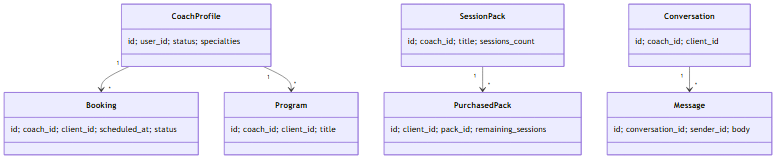 CoachProfile
id; user_id; status; specialties
SessionPack
id; coach_id; title; sessions_count
Conversation
id; coach_id; client_id
1
1
1
1
*
*
*
*
Booking
id; coach_id; client_id; scheduled_at; status
Program
id; coach_id; client_id; title
PurchasedPack
id; client_id; pack_id; remaining_sessions
Message
id; conversation_id; sender_id; body